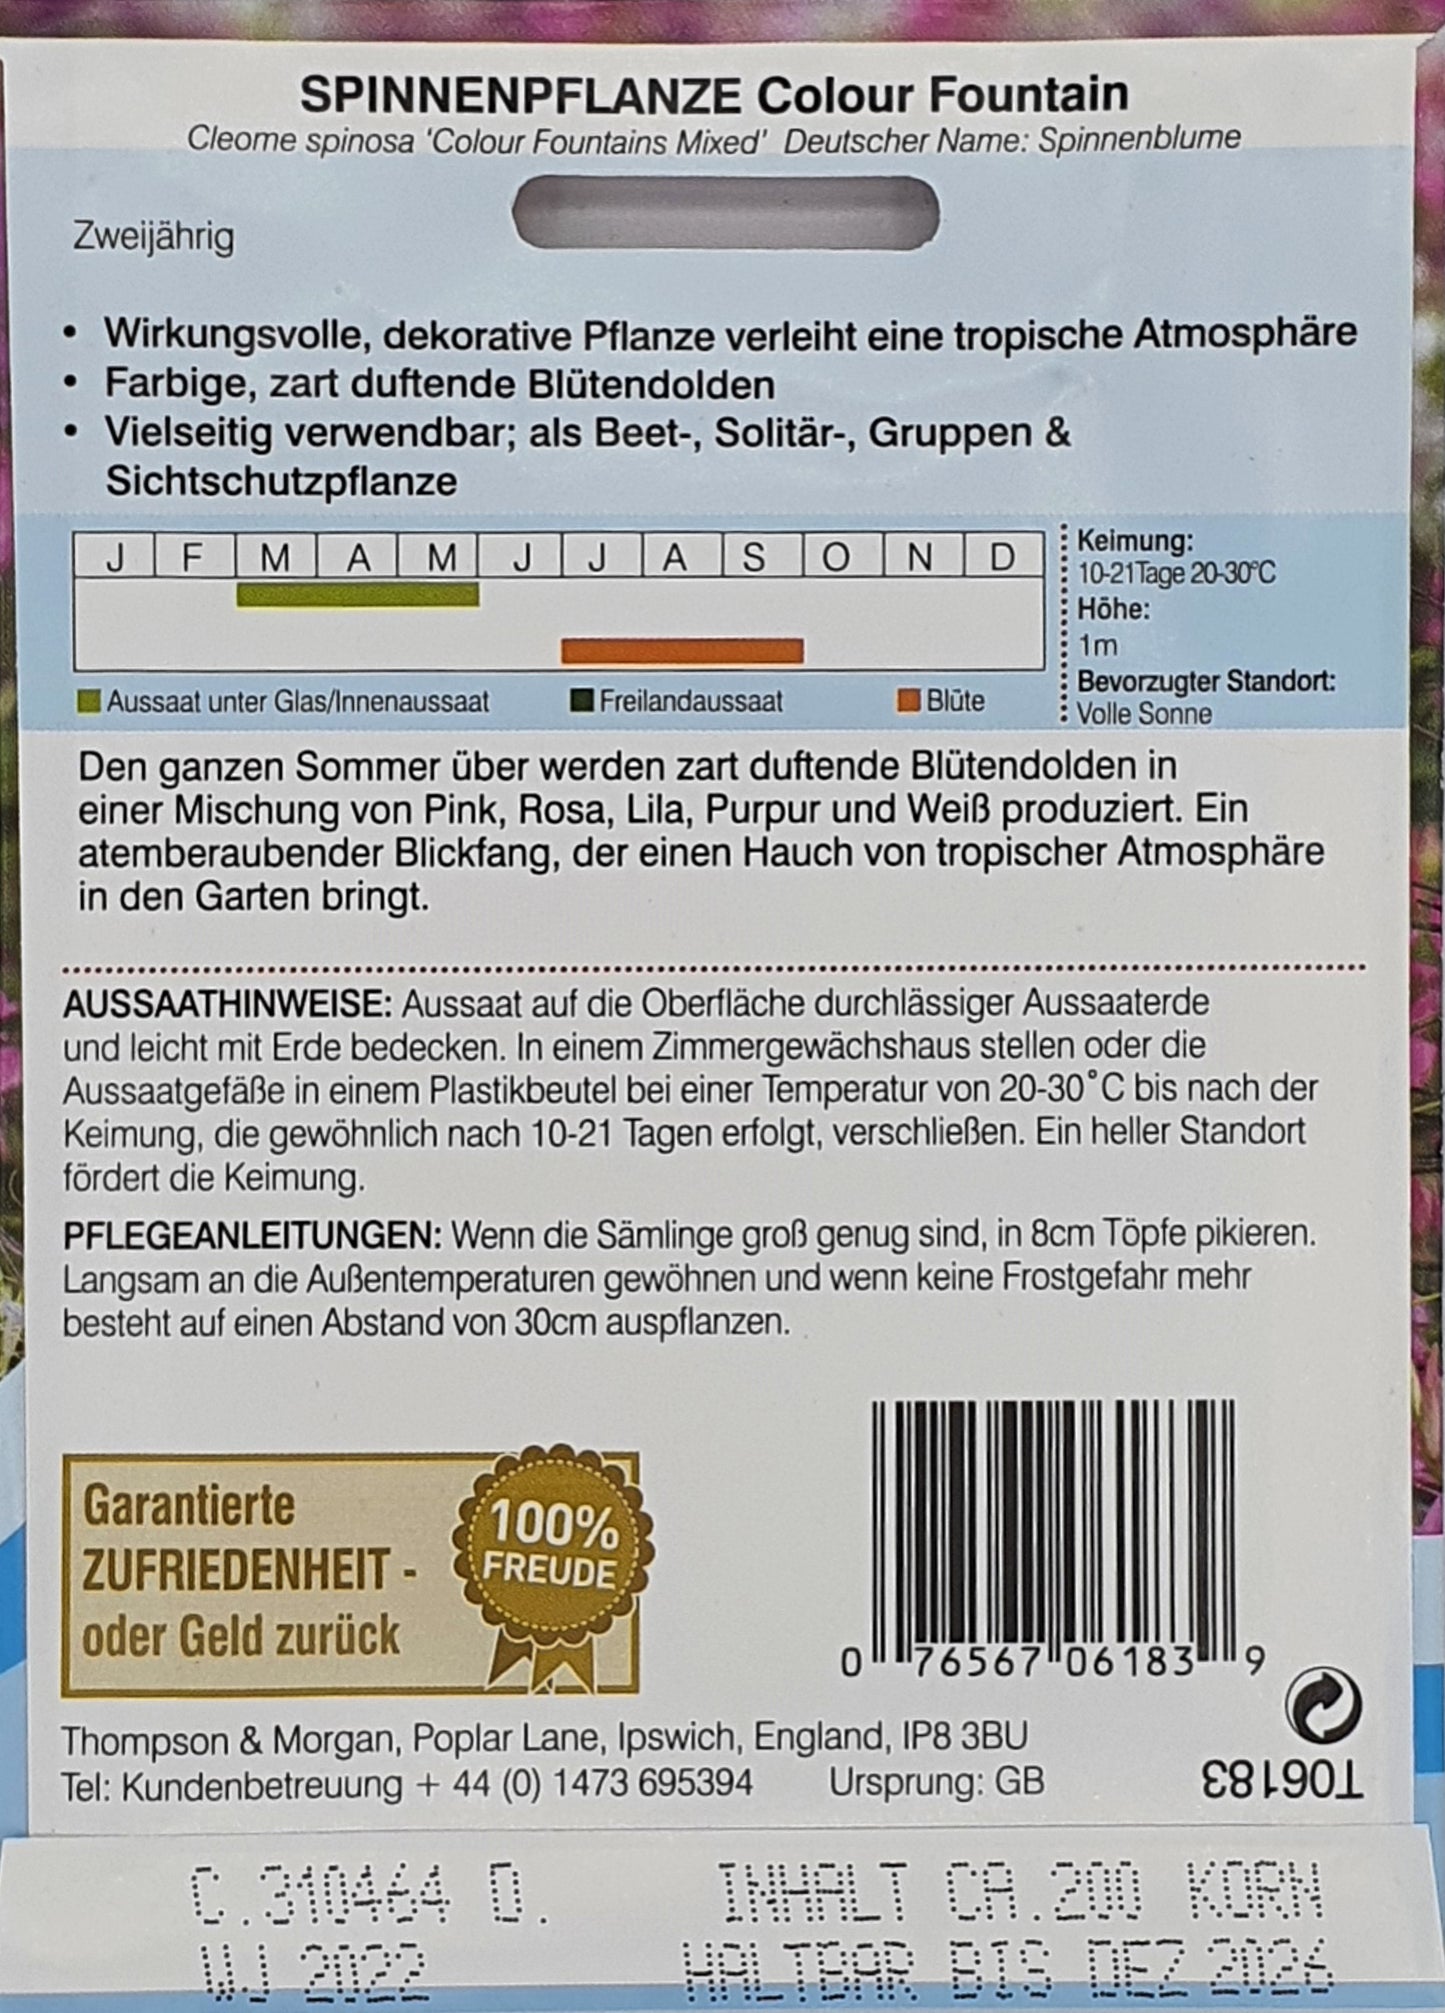 SPINNENPFLANZE Colour Fountain
Cleome spinosa 'Colour Fountains Mixed' Deutscher Name: Spinnenblume
Zweijährig
• Wirkungsvolle, dekorative Pflanze verleiht eine tropische Atmosphäre
• Farbige, zart duftende Blütendolden
• Vielseitig verwendbar; als Beet-, Solitär-, Gruppen &
Sichtschutzpflanze
J F M A M J J A S O N D
Aussaat unter Glas/Innenaussaat Freilandaussaat Blüte
Keimung:
10-21Tage 20-30°C
Höhe:
1m
Bevorzugter Standort:
Volle Sonne
Den ganzen Sommer über werden zart duftende Blütendolden in
einer Mischung von Pink, Rosa, Lila, Purpur und Weiß produziert. Ein
atemberaubender Blickfang, der einen Hauch von tropischer Atmosphäre
in den Garten bringt.
AUSSAATHINWEISE: Aussaat auf die Oberfläche durchlässiger Aussaaterde
und leicht mit Erde bedecken. In einem Zimmergewächshaus stellen oder die
Aussaatgefäße in einem Plastikbeutel bei einer Temperatur von 20-30°C bis nach der
Keimung, die gewöhnlich nach 10-21 Tagen erfolgt, verschließen. Ein heller Standort
fördert die Keimung.
PFLEGEANLEITUNGEN: Wenn die Sämlinge groß genug sind, in 8cm Töpfe pikieren.
Langsam an die Außentemperaturen gewöhnen und wenn keine Frostgefahr mehr
besteht auf einen Abstand von 30cm auspflanzen.
Garantierte
ZUFRIEDENHEIT -
oder Geld zurück
100%
FREUDE
0 76567 06183 9
Thompson & Morgan, Poplar Lane, Ipswich, England, IP8 3BU
Tel: Kundenbetreuung + 44 (0) 1473 695394 Ursprung: GB
T06183
C.310464 D. INHALT CA.200 KORN
WJ 2022 HALTBAR BIS DEZ 2026